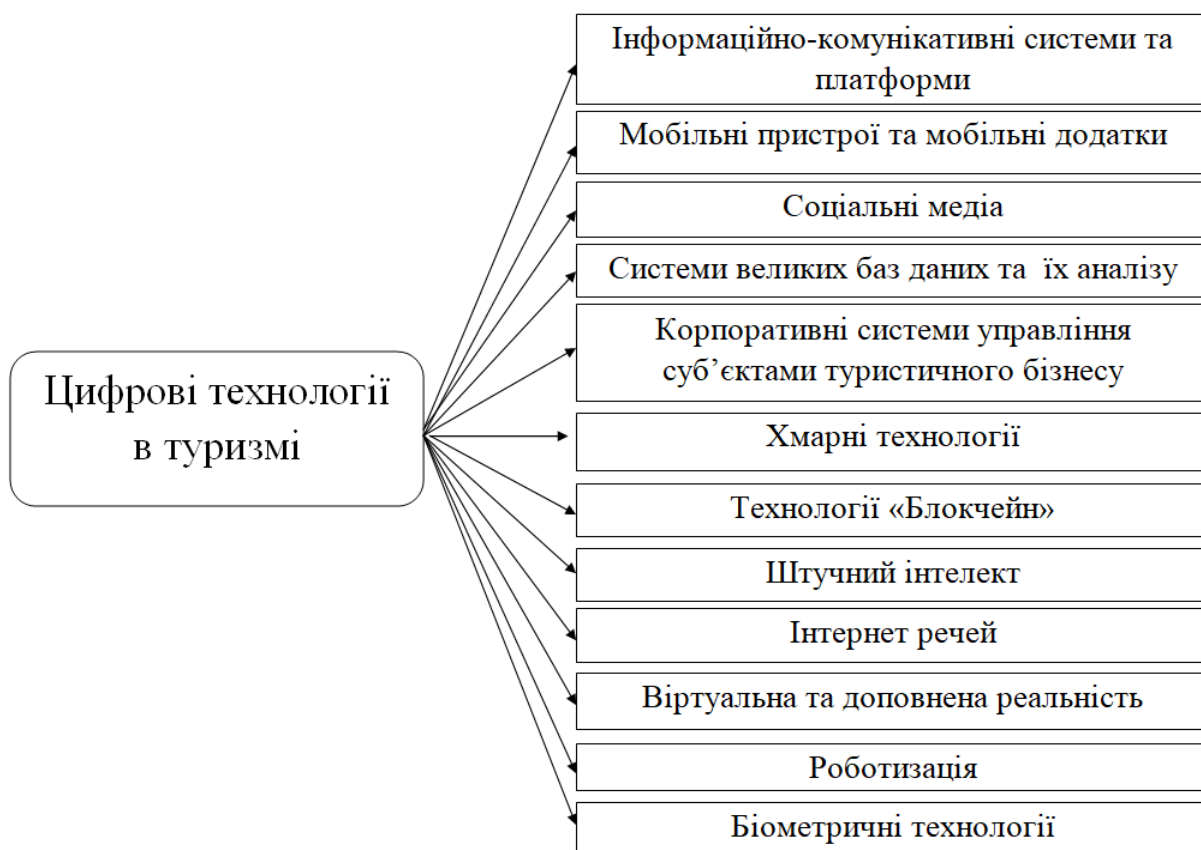 Цифрові технології
в туризмі
Інформаційно-комунікативні системи та
платформи
Мобільні пристрої та мобільні додатки
Соціальні медіа
Системи великих баз даних та їх аналізу
Корпоративні системи управління
суб’єктами туристичного бізнесу
Хмарні технології
Технології «Блокчейн»
Штучний інтелект
Інтернет речей
Віртуальна та доповнена реальність
Роботизація
Біометричні технології